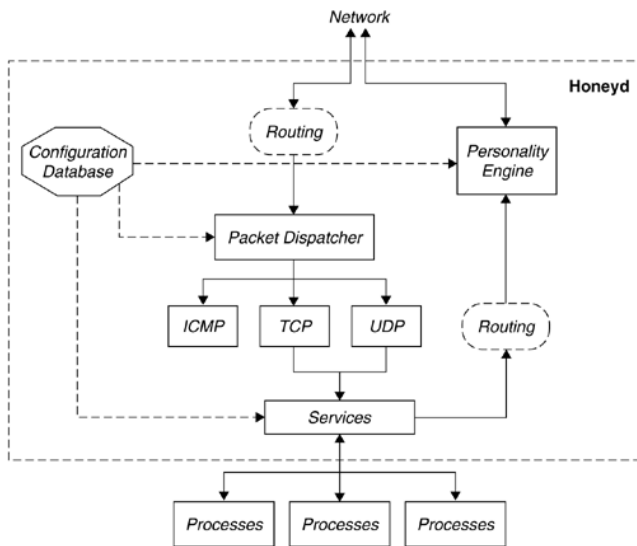 Network
Honeyd
Routing
Configuration
Database
Personality
Engine
Packet Dispatcher
ICMP
TCP
UDP
Routing
Services
Processes
Processes
Processes